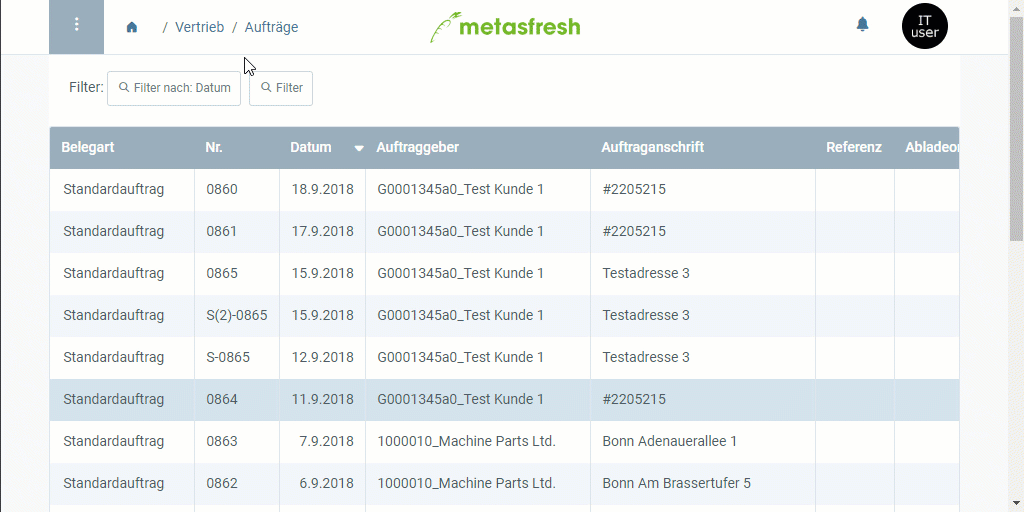 / Vertrieb / Aufträge metasfresh IT user
Filter: Filter nach: Datum Filter
Belegart Nr. Datum Auftraggeber Auftraganschrift Referenz Abladeor
Standardauftrag 0860 18.9.2018 G0001345a0_Test Kunde 1 #2205215
Standardauftrag 0861 17.9.2018 G0001345a0_Test Kunde 1 #2205215
Standardauftrag 0865 15.9.2018 G0001345a0_Test Kunde 1 Testadresse 3
Standardauftrag S(2)-0865 15.9.2018 G0001345a0_Test Kunde 1 Testadresse 3
Standardauftrag S-0865 12.9.2018 G0001345a0_Test Kunde 1 Testadresse 3
Standardauftrag 0864 11.9.2018 G0001345a0_Test Kunde 1 #2205215
Standardauftrag 0863 7.9.2018 1000010_Machine Parts Ltd. Bonn Adenauerallee 1
Standardauftrag 0862 6.9.2018 1000010_Machine Parts Ltd. Bonn Am Brassertufer 5